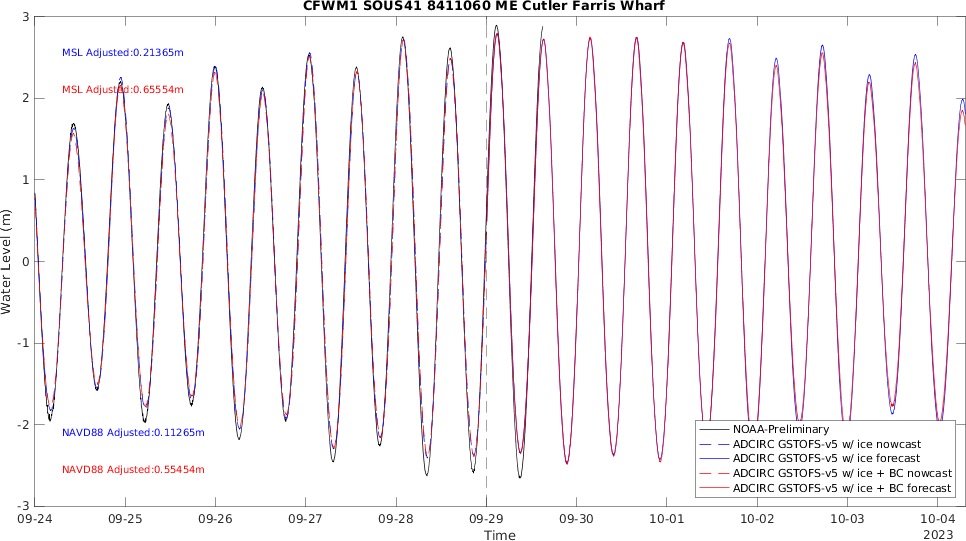 CFWM1 SOUS41 8411060 ME Cutler Farris Wharf
MSL Adjusted:0.21365m
MSL Adjusted:0.65554m
NAVD88 Adjusted:0.11265m
NAVD88 Adjusted:0.55454m
Water Level (m)
3
2
1
0
-1
-2
-3
NOAA-Preliminary
ADCIRC GSTOFS-v5 w/ ice nowcast
ADCIRC GSTOFS-v5 w/ ice forecast
ADCIRC GSTOFS-v5 w/ ice + BC nowcast
ADCIRC GSTOFS-v5 w/ ice + BC forecast
09-24 09-25 09-26 09-27 09-28 09-29 09-30 10-01 10-02 10-03 10-04
2023
Time